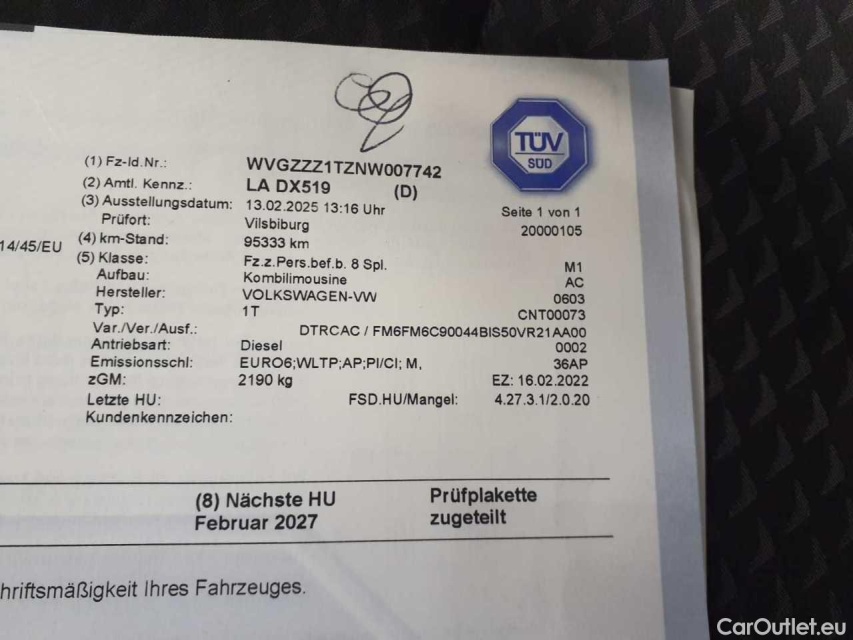 TÜV
SÜD
(1) Fz-Id.Nr.: WVGZZZ1TZNW007742
(2) Amtl. Kennz.: LA DX519 (D)
(3) Ausstellungsdatum: 13.02.2025 13:16 Uhr Seite 1 von 1
Prüfort: Vilsbiburg 20000105
14/45/EU (4) km-Stand: 95333 km
(5) Klasse: Fz.z.Pers.bef.b. 8 Spl. M1
Aufbau: Kombilimousine AC
Hersteller: VOLKSWAGEN-VW 0603
Typ: 1T CNT00073
Var./Ver./Ausf.: DTRCAC / FM6FM6C90044BIS50VR21AA00
Antriebsart: Diesel 0002
Emissionsschl: EURO6;WLTP;AP;PI/CI; M, 36AP
zGM: 2190 kg EZ: 16.02.2022
Letzte HU: FSD.HU/Mangel: 4.27.3.1/2.0.20
Kundenkennzeichen:
(8) Nächste HU Prüfplakette
Februar 2027 zugeteilt
hriftsmäßigkeit Ihres Fahrzeuges.
CarOutlet.eu